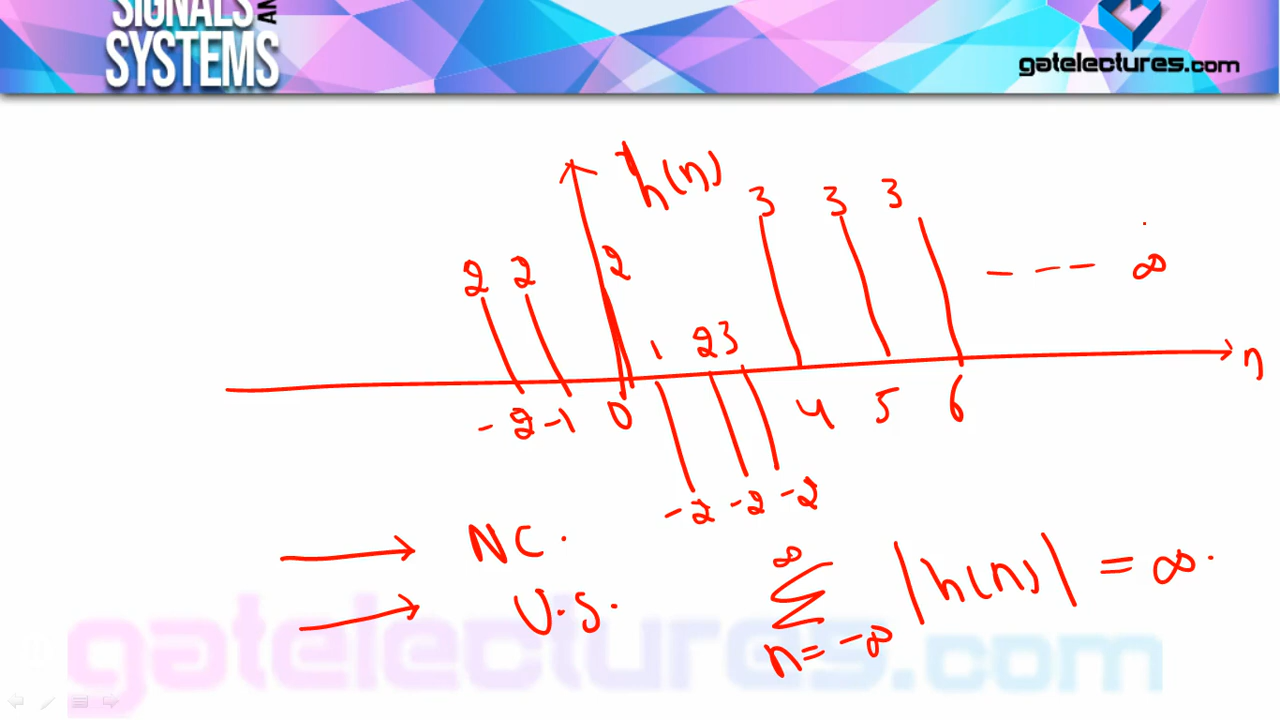 SIGNALS AN
SYSTEMS
gatelectures.com
h(n)
3 3 3
2 2 2
- - - ∞
1 2 3
n
-2 -1 0 4 5 6
-2 -2 -2
→ NC.
→ U.S.
∞
∑ |h(n)| = ∞.
n=-∞
gatelectures.com